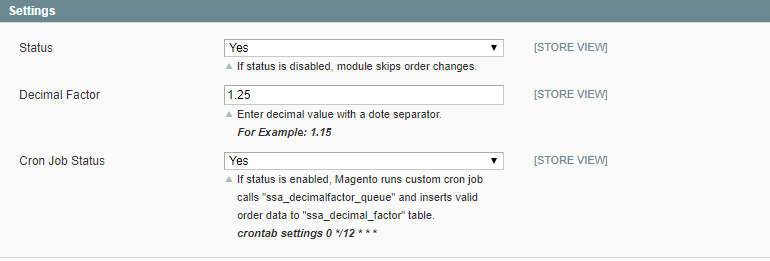 Settings
Status Yes [STORE VIEW]
If status is disabled, module skips order changes.
Decimal Factor 1.25 [STORE VIEW]
Enter decimal value with a dote separator.
For Example: 1.15
Cron Job Status Yes [STORE VIEW]
If status is enabled, Magento runs custom cron job
calls "ssa_decimalfactor_queue" and inserts valid
order data to "ssa_decimal_factor" table.
crontab settings 0 */12 * * *